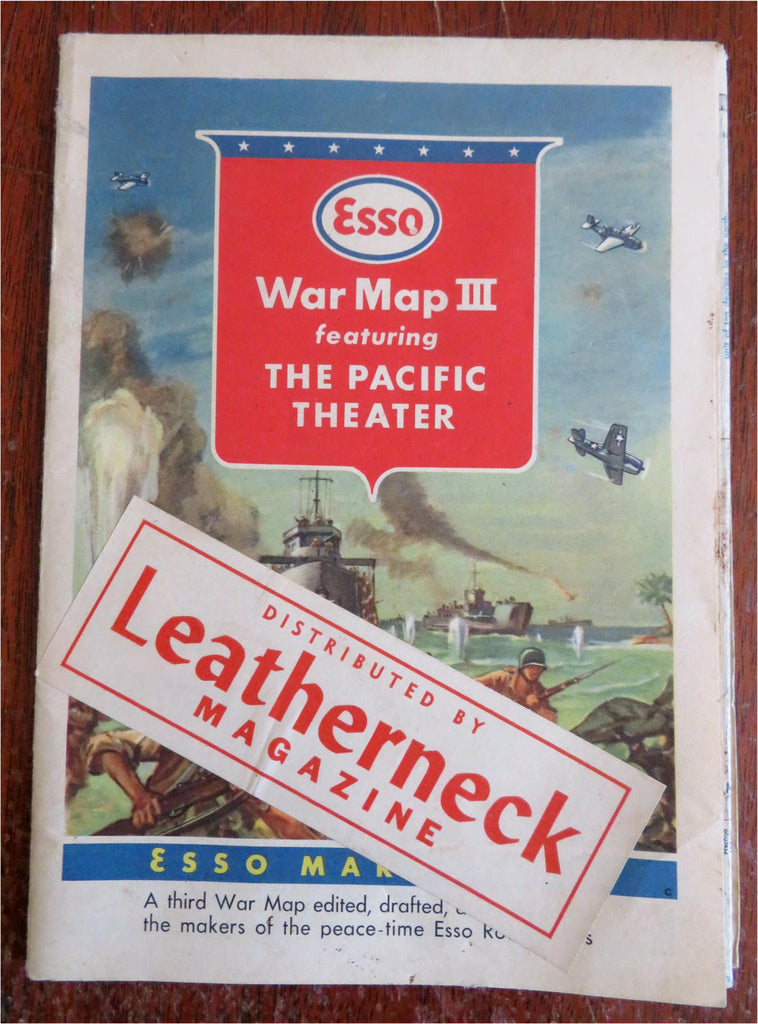 Esso
War Map III
featuring
THE PACIFIC
THEATER
DISTRIBUTED BY
Leatherneck
MAGAZINE
ESSO MAR
C
A third War Map edited, drafted,
the makers of the peace-time Esso